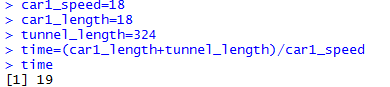 > car1_speed=18
> car1_length=18
> tunnel_length=324
> time=(car1_length+tunnel_length)/car1_speed
> time
[1] 19